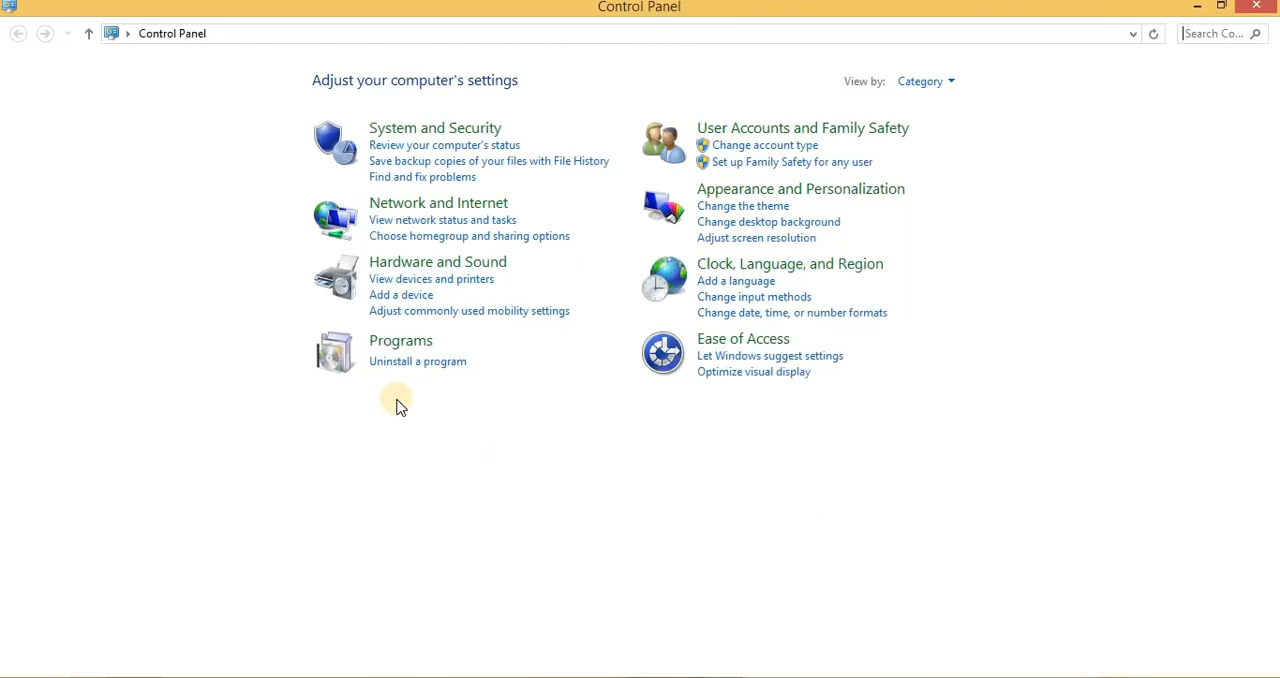 Control Panel
Control Panel
Search Co...
Adjust your computer's settings
View by: Category
System and Security
Review your computer's status
Save backup copies of your files with File History
Find and fix problems
Network and Internet
View network status and tasks
Choose homegroup and sharing options
Hardware and Sound
View devices and printers
Add a device
Adjust commonly used mobility settings
Programs
Uninstall a program
User Accounts and Family Safety
Change account type
Set up Family Safety for any user
Appearance and Personalization
Change the theme
Change desktop background
Adjust screen resolution
Clock, Language, and Region
Add a language
Change input methods
Change date, time, or number formats
Ease of Access
Let Windows suggest settings
Optimize visual display